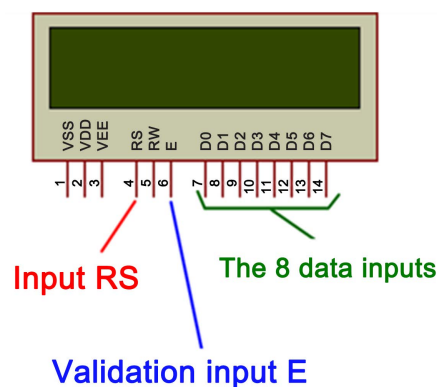 VSS VDD VEE RS RW E D0 D1 D2 D3 D4 D5 D6 D7
1 2 3 4 5 6 7 8 9 10 11 12 13 14
Input RS
The 8 data inputs
Validation input E